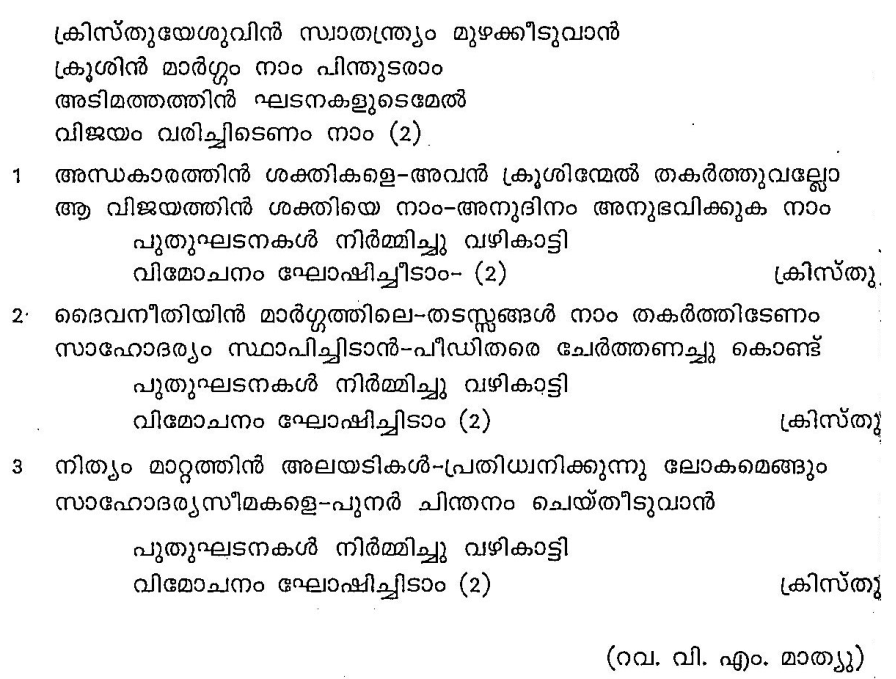 ക്രിസ്തുയേശുവിൻ സ്വാതന്ത്ര്യം മുഴക്കീടുവാൻ
ക്രൂശിൻ മാർഗ്ഗം നാം പിന്തുടരാം
അടിമത്തത്തിൻ ഘടനകളുടെമേൽ
വിജയം വരിച്ചിടെണം നാം (2)
1 അന്ധകാരത്തിൻ ശക്തികളെ-അവൻ ക്രൂശിന്മേൽ തകർത്തുവല്ലോ
ആ വിജയത്തിൻ ശക്തിയെ നാം-അനുദിനം അനുഭവിക്കുക നാം
പുതുഘടനകൾ നിർമ്മിച്ചു വഴികാട്ടി
വിമോചനം ഘോഷിച്ചീടാം- (2) ക്രിസ്തു
2 ദൈവനീതിയിൻ മാർഗ്ഗത്തിലെ-തടസ്സങ്ങൾ നാം തകർത്തിടേണം
സാഹോദര്യം സ്ഥാപിച്ചിടാൻ-പീഡിതരെ ചേർത്തണച്ചു കൊണ്ട്
പുതുഘടനകൾ നിർമ്മിച്ചു വഴികാട്ടി
വിമോചനം ഘോഷിച്ചിടാം (2) ക്രിസ്തു
3 നിത്യം മാറ്റത്തിൻ അലയടികൾ-പ്രതിധ്വനിക്കുന്നു ലോകമെങ്ങും
സാഹോദര്യസീമകളെ-പുനർ ചിന്തനം ചെയ്തീടുവാൻ
പുതുഘടനകൾ നിർമ്മിച്ചു വഴികാട്ടി
വിമോചനം ഘോഷിച്ചിടാം (2) ക്രിസ്തു
(റവ. വി. എം. മാത്യു)